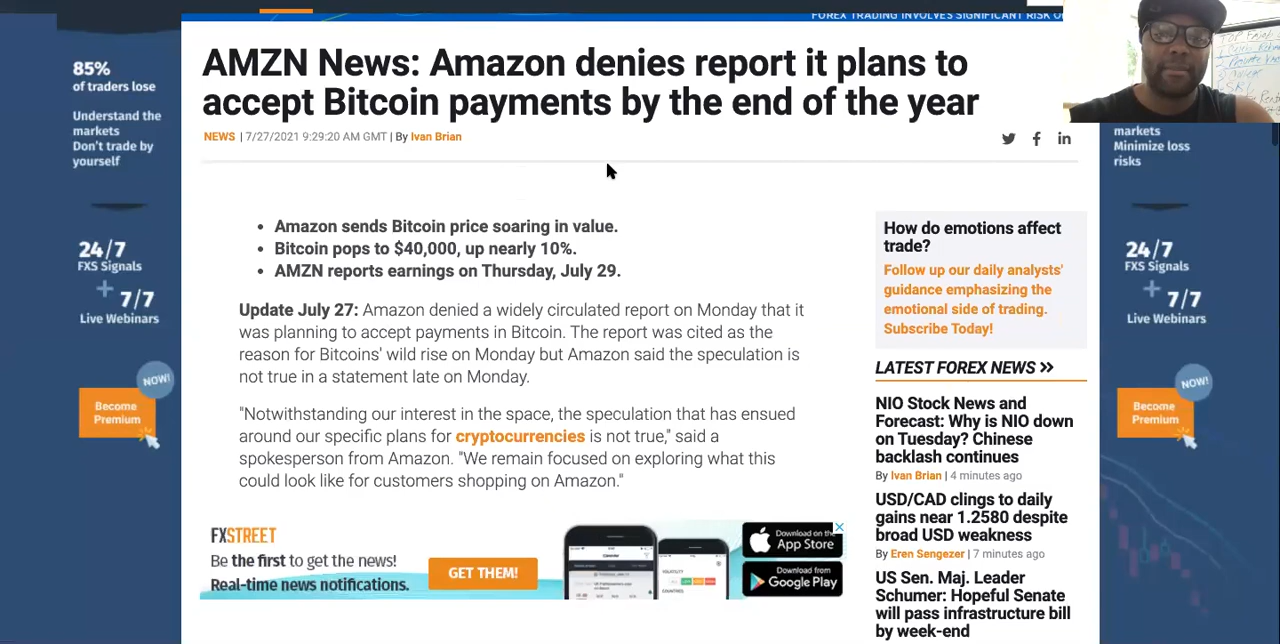 FOREX TRADING INVOLVES SIGNIFICANT RISK O
AMZN News: Amazon denies report it plans to
accept Bitcoin payments by the end of the year
NEWS | 7/27/2021 9:29:20 AM GMT | By Ivan Brian
Amazon sends Bitcoin price soaring in value.
Bitcoin pops to $40,000, up nearly 10%.
AMZN reports earnings on Thursday, July 29.
Update July 27: Amazon denied a widely circulated report on Monday that it
was planning to accept payments in Bitcoin. The report was cited as the
reason for Bitcoins' wild rise on Monday but Amazon said the speculation is
not true in a statement late on Monday.
"Notwithstanding our interest in the space, the speculation that has ensued
around our specific plans for cryptocurrencies is not true," said a
spokesperson from Amazon. "We remain focused on exploring what this
could look like for customers shopping on Amazon."
FXSTREET
Be the first to get the news!
Real-time news notifications.
GET THEM!
Download on the
App Store
Download from
Google Play
85%
of traders lose
Understand the
markets
Don't trade by
yourself
24/7
FXS Signals
+
7/7
Live Webinars
NOW!
Become
Premium
How do emotions affect
trade?
Follow up our daily analysts'
guidance emphasizing the
emotional side of trading.
Subscribe Today!
LATEST FOREX NEWS >>
NIO Stock News and
Forecast: Why is NIO down
on Tuesday? Chinese
backlash continues
By Ivan Brian | 4 minutes ago
USD/CAD clings to daily
gains near 1.2580 despite
broad USD weakness
By Eren Sengezer | 7 minutes ago
US Sen. Maj. Leader
Schumer: Hopeful Senate
will pass infrastructure bill
by week-end
markets
Minimize loss
risks
24/7
FXS Signals
+
7/7
Live Webinars
NOW!
Become
Premium